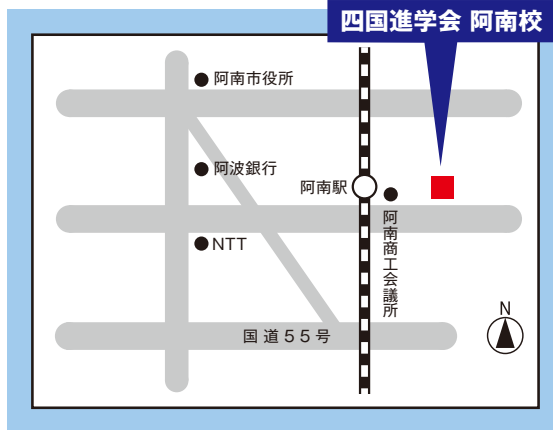 四国進学会 阿南校
阿南市役所
阿波銀行
阿南駅
阿南商工会議所
NTT
N
国道55号